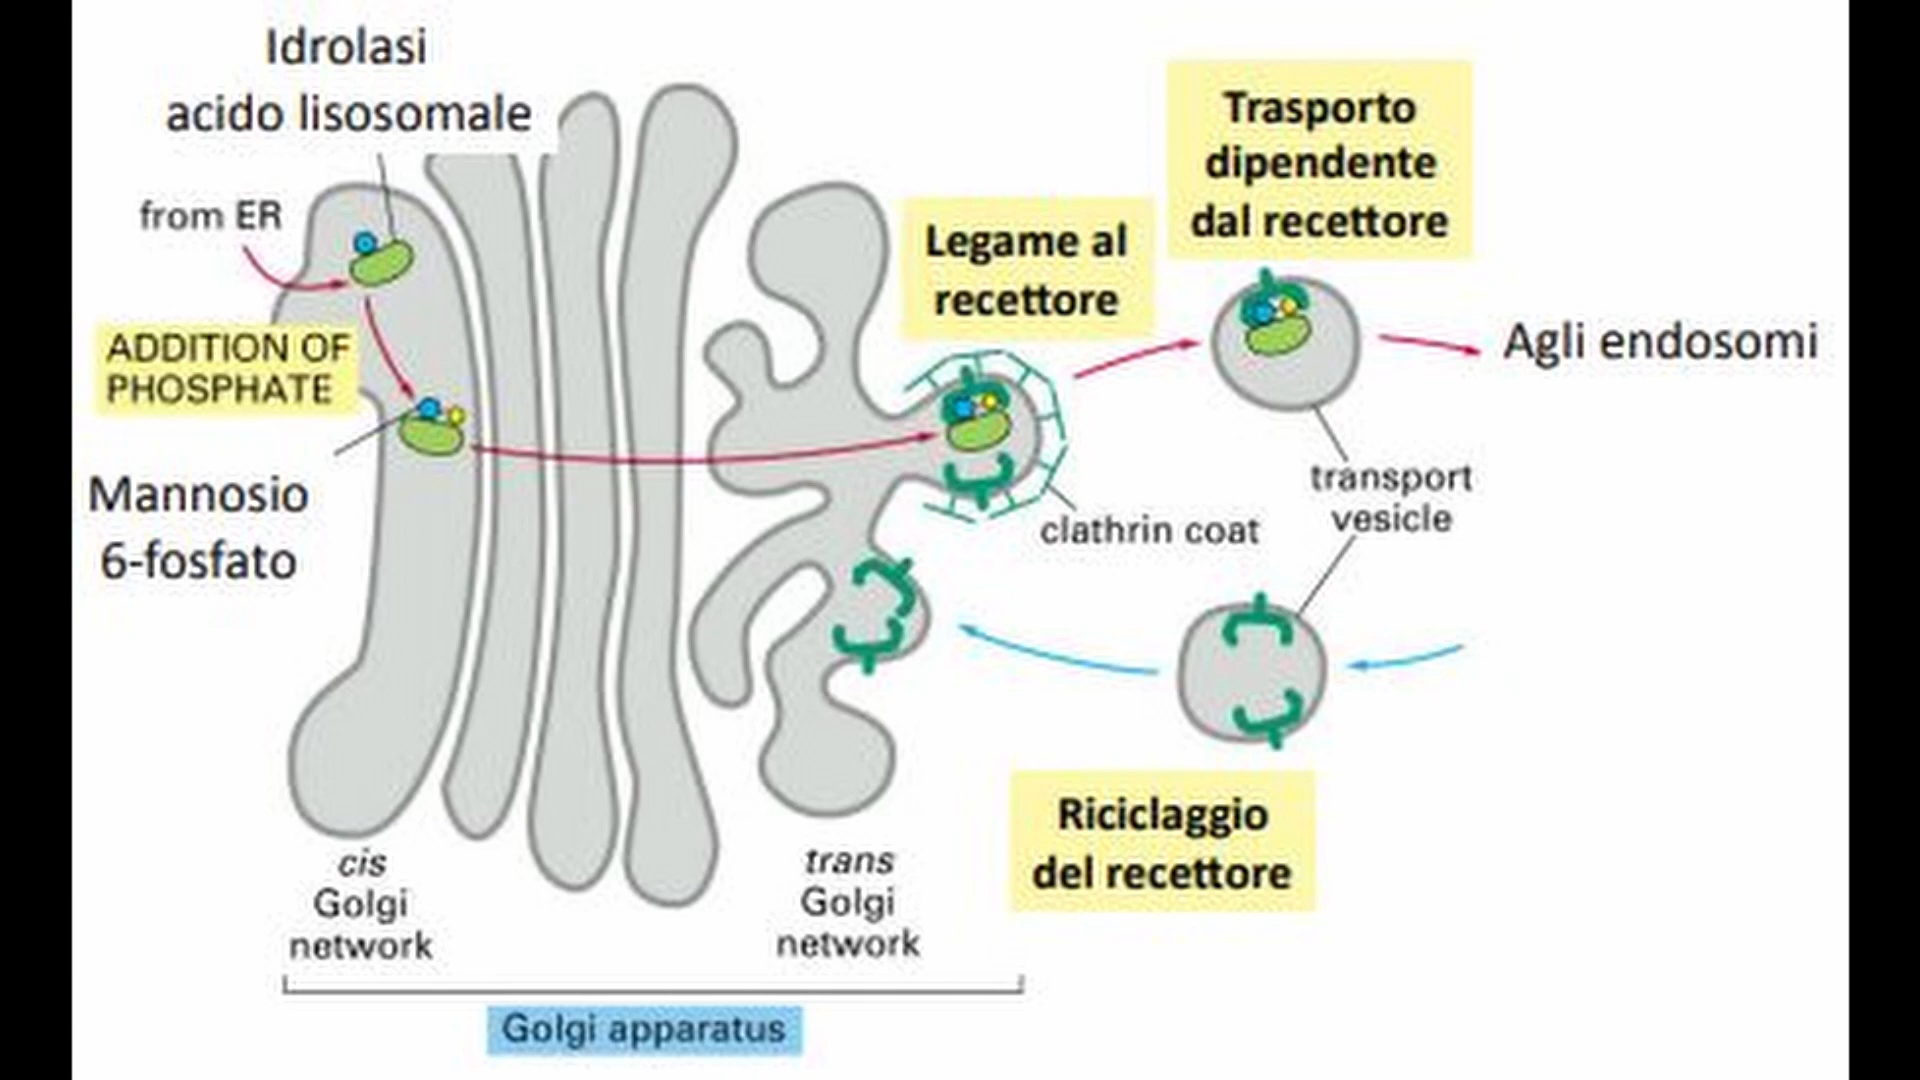 Idrolasi
acido lisosomale
from ER
ADDITION OF
PHOSPHATE
Mannosio
6-fosfato
Legame al
recettore
Trasporto
dipendente
dal recettore
Agli endosomi
transport
vesicle
clathrin coat
Riciclaggio
del recettore
cis
Golgi
network
trans
Golgi
network
Golgi apparatus